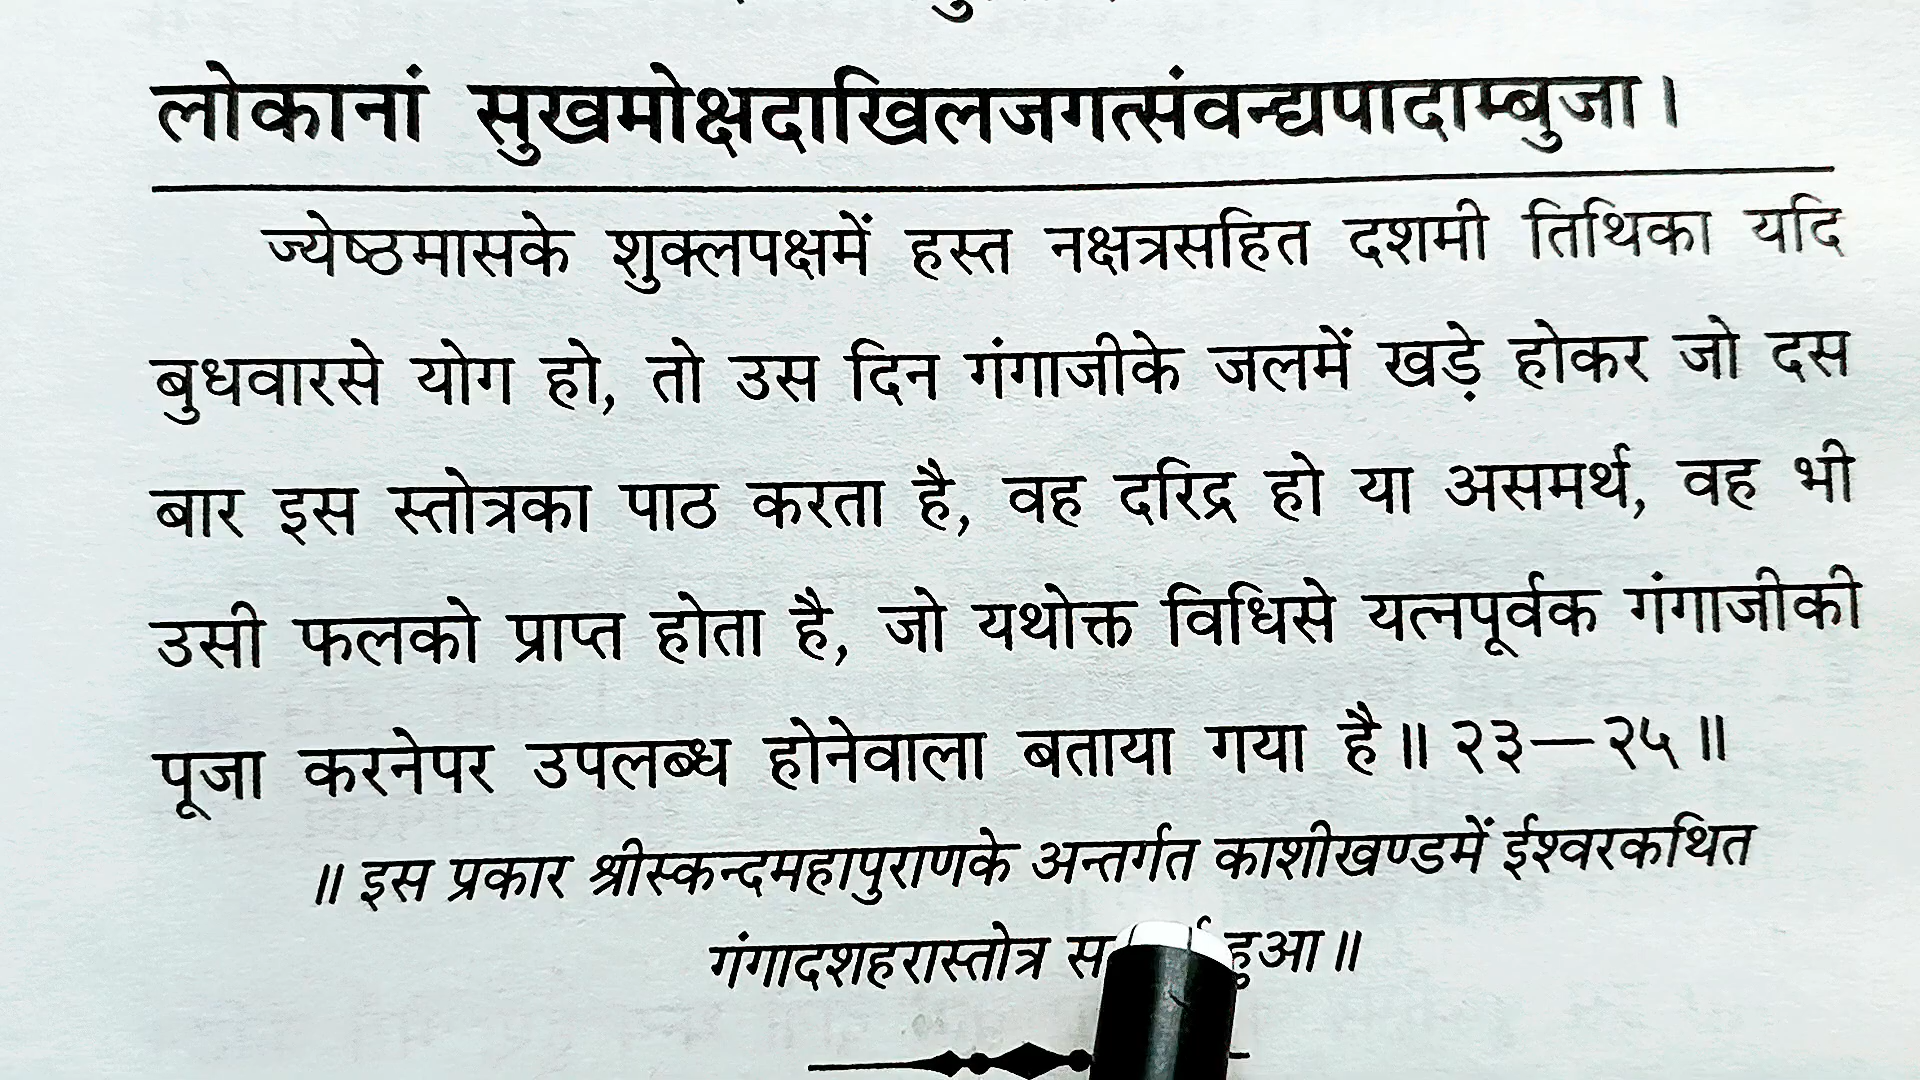 लोकानां सुखमोक्षदाखिलजगत्संवन्द्यपादाम्बुजा।
ज्येष्ठमासके शुक्लपक्षमें हस्त नक्षत्रसहित दशमी तिथिका यदि
बुधवारसे योग हो, तो उस दिन गंगाजीके जलमें खड़े होकर जो दस
बार इस स्तोत्रका पाठ करता है, वह दरिद्र हो या असमर्थ, वह भी
उसी फलको प्राप्त होता है, जो यथोक्त विधिसे यत्नपूर्वक गंगाजीकी
पूजा करनेपर उपलब्ध होनेवाला बताया गया है॥ २३—२५॥
॥ इस प्रकार श्रीस्कन्दमहापुराणके अन्तर्गत काशीखण्डमें ईश्वरकथित
गंगादशहरास्तोत्र हुआ॥